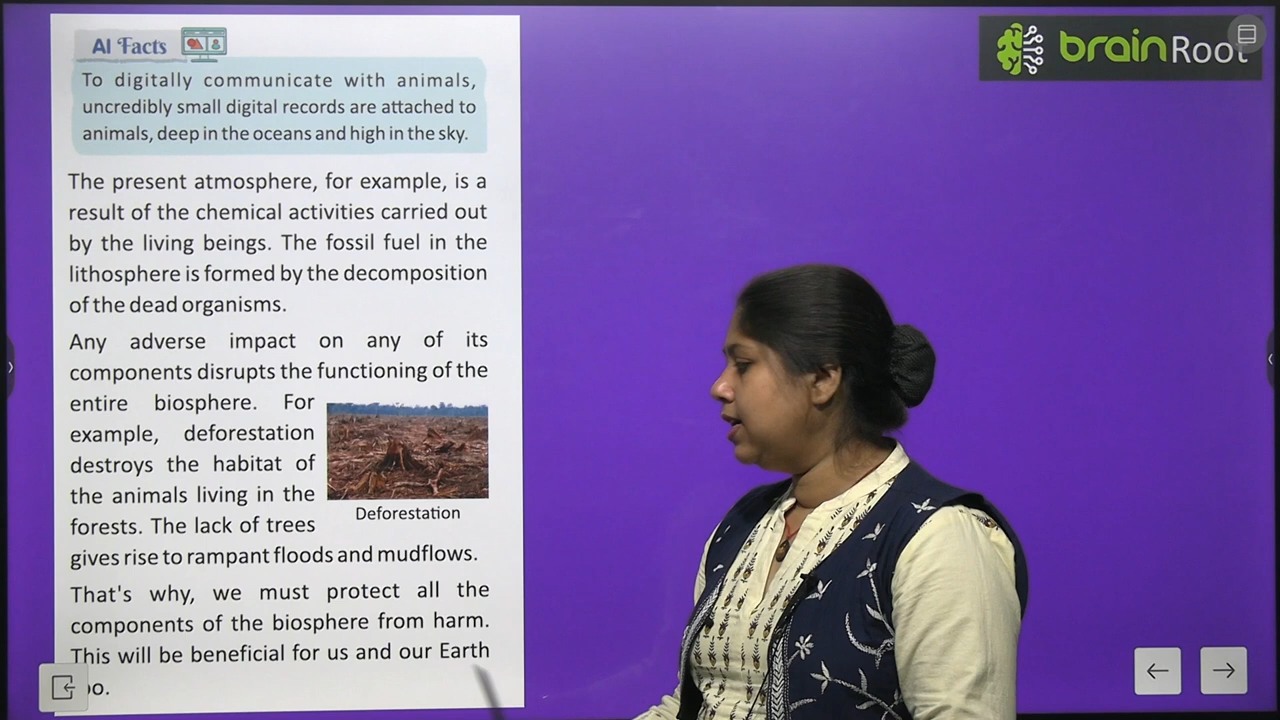 AI Facts
To digitally communicate with animals,
uncredibly small digital records are attached to
animals, deep in the oceans and high in the sky.
The present atmosphere, for example, is a
result of the chemical activities carried out
by the living beings. The fossil fuel in the
lithosphere is formed by the decomposition
of the dead organisms.
Any adverse impact on any of its
components disrupts the functioning of the
entire biosphere. For
example, deforestation
destroys the habitat of
the animals living in the
forests. The lack of trees
gives rise to rampant floods and mudflows.
Deforestation
That's why, we must protect all the
components of the biosphere from harm.
This will be beneficial for us and our Earth
oo.
brainRoot